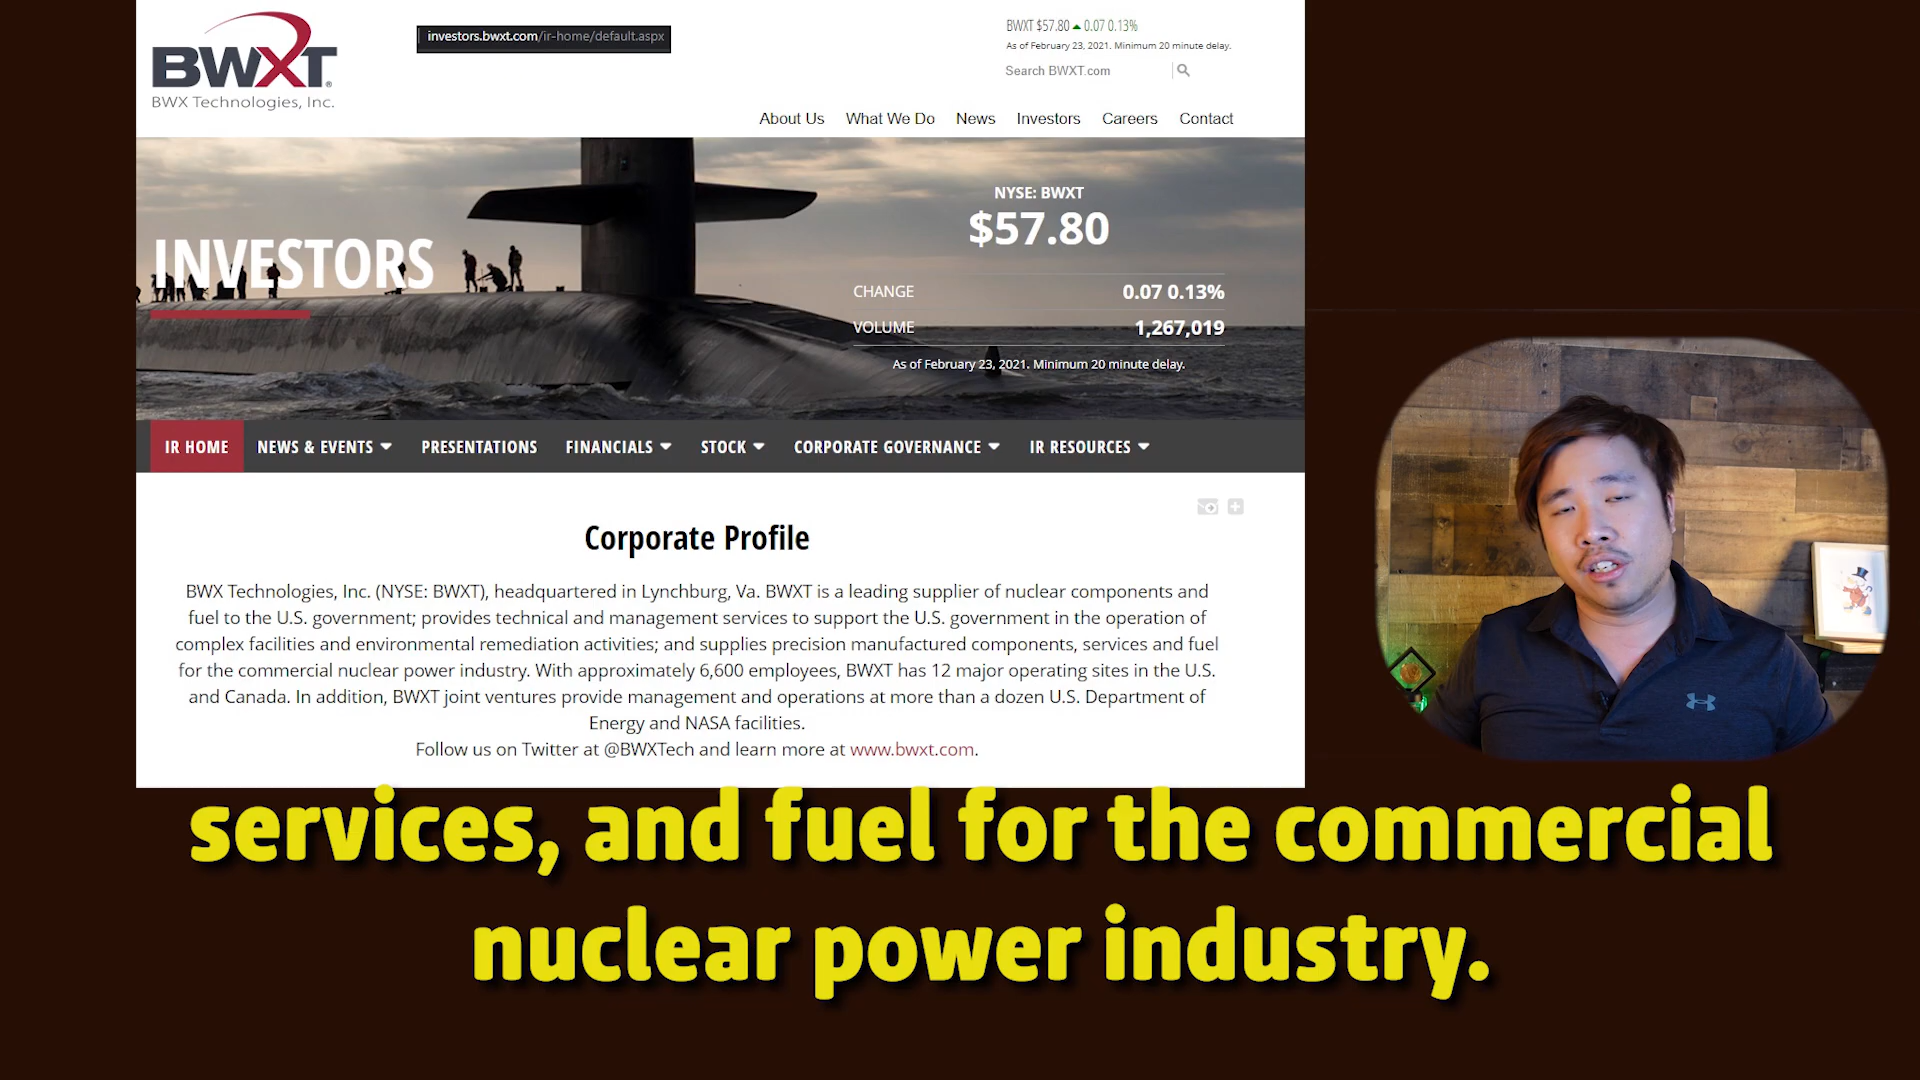 BWXT
BWX Technologies, Inc.
investors.bwxt.com/ir-home/default.aspx
BWXT $57.80 0.07 0.13%
As of February 23, 2021. Minimum 20 minute delay.
Search BWXT.com
About Us What We Do News Investors Careers Contact
INVESTORS
NYSE: BWXT
$57.80
CHANGE 0.07 0.13%
VOLUME 1,267,019
As of February 23, 2021. Minimum 20 minute delay.
IR HOME NEWS & EVENTS PRESENTATIONS FINANCIALS STOCK CORPORATE GOVERNANCE IR RESOURCES
Corporate Profile
BWX Technologies, Inc. (NYSE: BWXT), headquartered in Lynchburg, Va. BWXT is a leading supplier of nuclear components and
fuel to the U.S. government; provides technical and management services to support the U.S. government in the operation of
complex facilities and environmental remediation activities; and supplies precision manufactured components, services and fuel
for the commercial nuclear power industry. With approximately 6,600 employees, BWXT has 12 major operating sites in the U.S.
and Canada. In addition, BWXT joint ventures provide management and operations at more than a dozen U.S. Department of
Energy and NASA facilities.
Follow us on Twitter at @BWXTech and learn more at www.bwxt.com.
services, and fuel for the commercial
nuclear power industry.